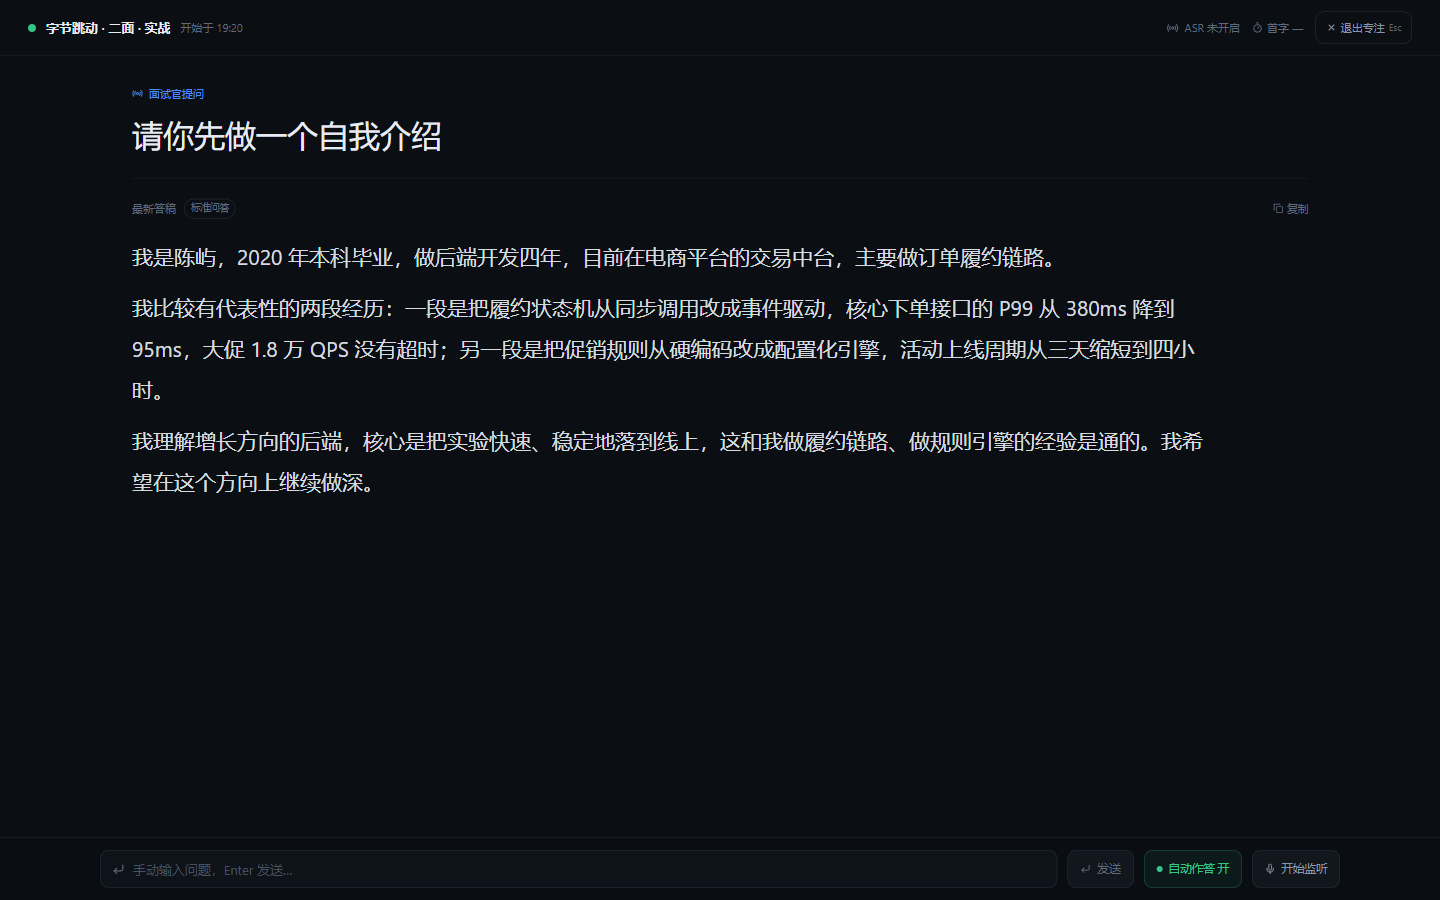 字节跳动 · 二面 · 实战 开始于 19:20 ASR 未开启 首字 — × 退出专注 Esc
面试官提问
请你先做一个自我介绍
最新答稿 标准问答 复制
我是陈屿，2020 年本科毕业，做后端开发四年，目前在电商平台的交易中台，主要做订单履约链路。
我比较有代表性的两段经历：一段是把履约状态机从同步调用改成事件驱动，核心下单接口的 P99 从 380ms 降到
95ms，大促 1.8 万 QPS 没有超时；另一段是把促销规则从硬编码改成配置化引擎，活动上线周期从三天缩短到四小
时。
我理解增长方向的后端，核心是把实验快速、稳定地落到线上，这和我做履约链路、做规则引擎的经验是通的。我希
望在这个方向上继续做深。
手动输入问题，Enter 发送... 发送 自动作答 开 开始监听